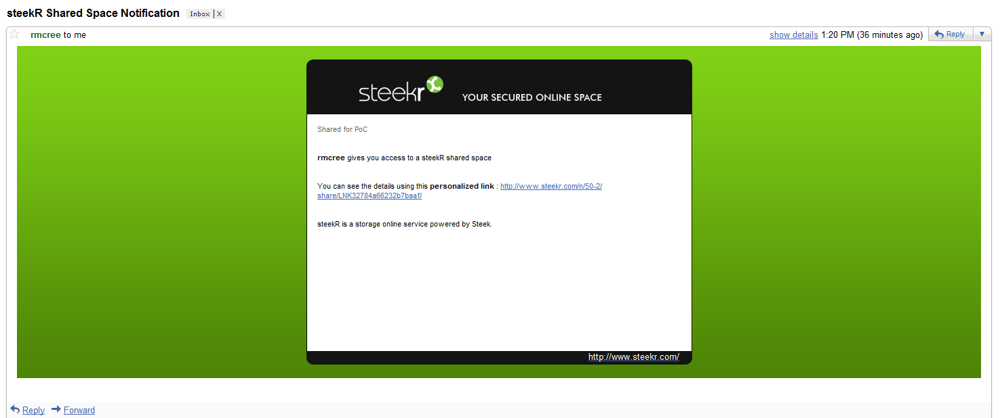 steekR Shared Space Notification Inbox | X
rmcree to me show details 1:20 PM (36 minutes ago) Reply
steekr YOUR SECURED ONLINE SPACE
Shared for PoC
rmcree gives you access to a steekR shared space
You can see the details using this personalized link : http://www.steekr.com/n/50-2/
share/LNK32784a66232b7baaf/
steekR is a storage online service powered by Steek.
http://www.steekr.com/
Reply Forward